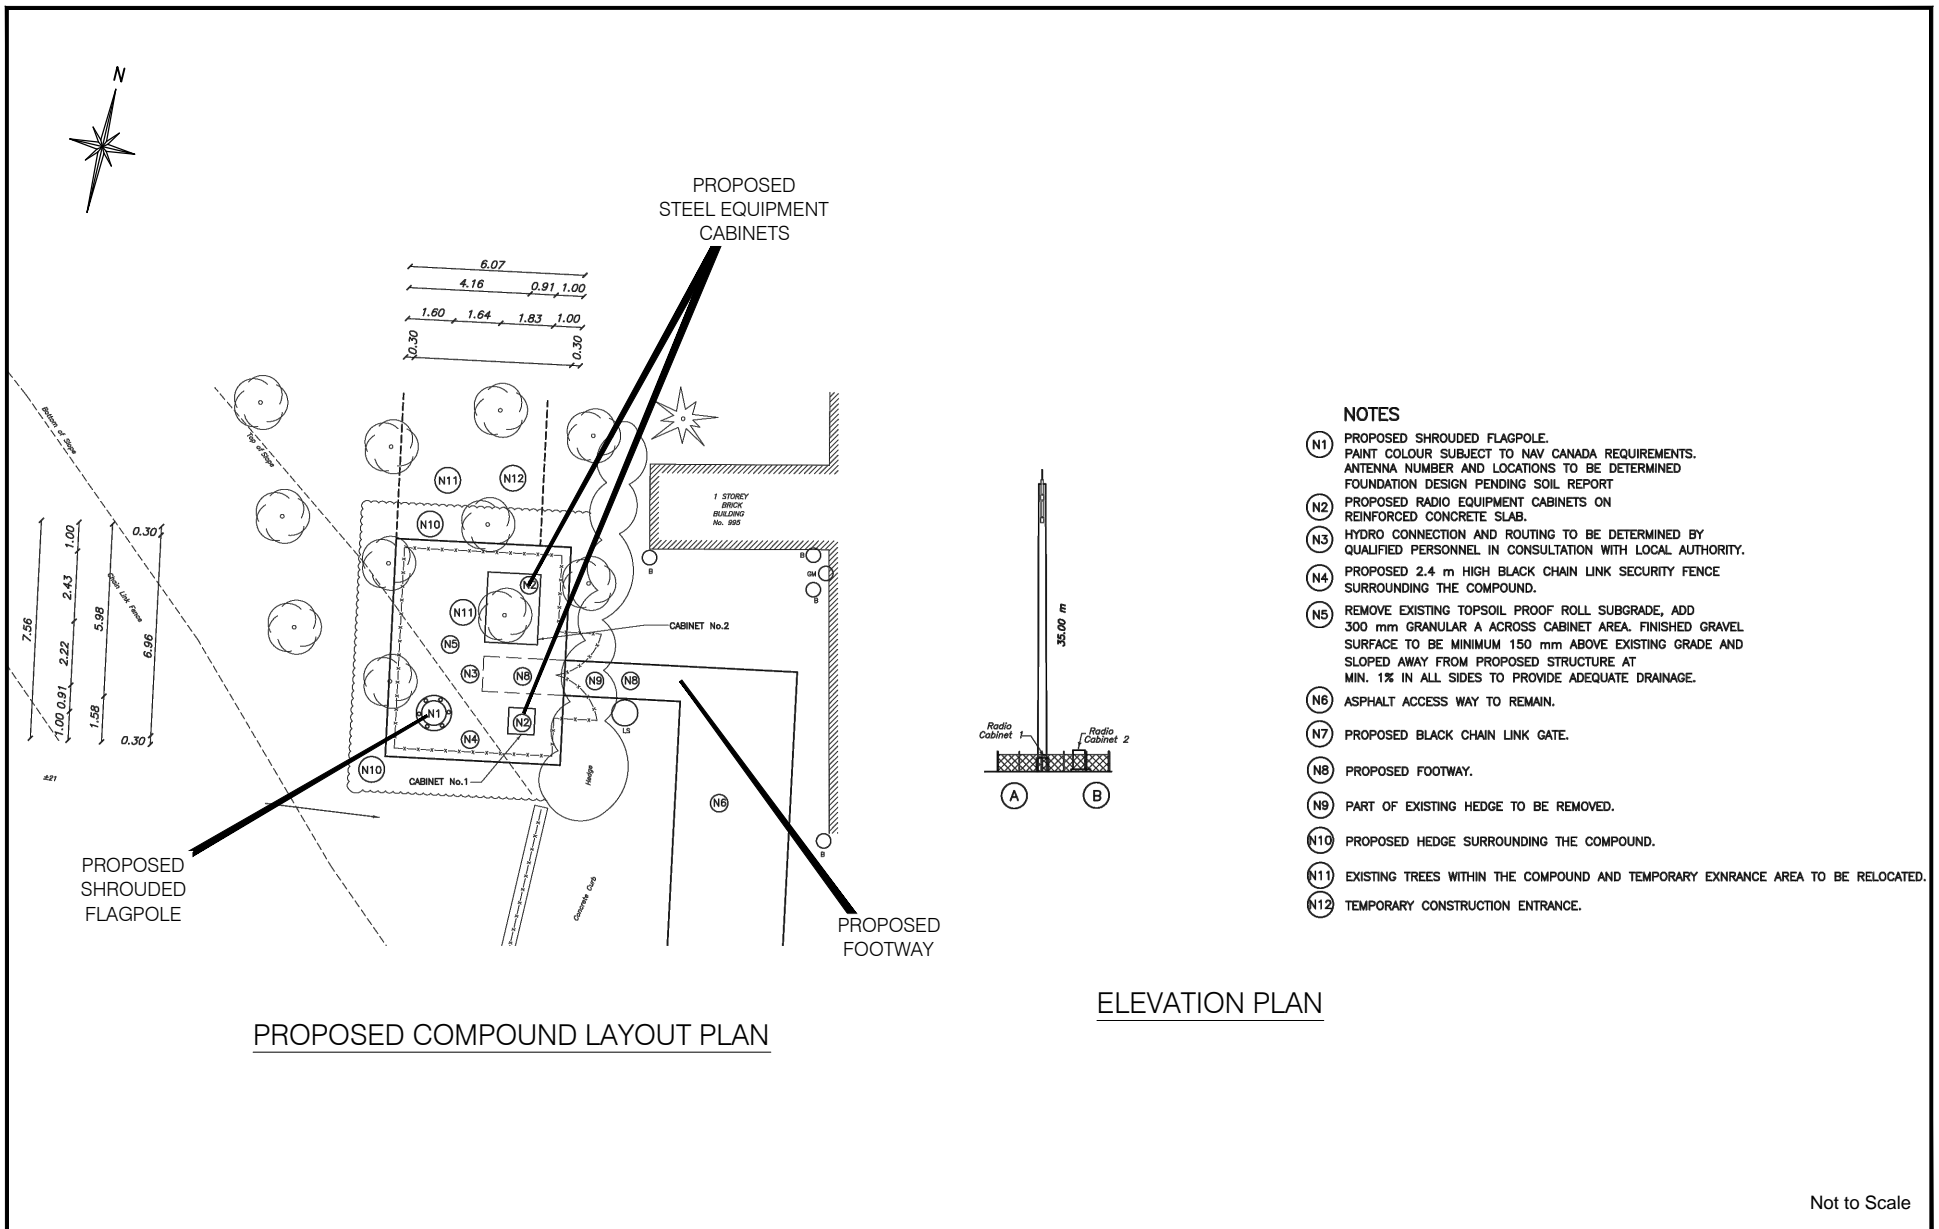 N
PROPOSED
STEEL EQUIPMENT
CABINETS
6.07
4.16 0.91 1.00
1.60 1.64 1.83 1.00
0.30 0.30
Bottom of Slope
Top of Slope
Chain Link Fence
1 STOREY
BRICK
BUILDING
No. 995
N11 N12
N10
B
B
GM
B
N2
N11
CABINET No.2
N5
N3 N8 N9 N8
N1
N2
LS
N4
N10
CABINET No.1
Hedge
N6
B
Concrete Curb
7.56
1.00 2.43 2.22 0.91 1.00
5.98 1.58
0.30
6.96
0.30
±21
PROPOSED
SHROUDED
FLAGPOLE
PROPOSED
FOOTWAY
PROPOSED COMPOUND LAYOUT PLAN
35.00 m
Radio
Cabinet 1
Radio
Cabinet 2
A B
ELEVATION PLAN
NOTES
N1 PROPOSED SHROUDED FLAGPOLE.
PAINT COLOUR SUBJECT TO NAV CANADA REQUIREMENTS.
ANTENNA NUMBER AND LOCATIONS TO BE DETERMINED
FOUNDATION DESIGN PENDING SOIL REPORT
N2 PROPOSED RADIO EQUIPMENT CABINETS ON
REINFORCED CONCRETE SLAB.
N3 HYDRO CONNECTION AND ROUTING TO BE DETERMINED BY
QUALIFIED PERSONNEL IN CONSULTATION WITH LOCAL AUTHORITY.
N4 PROPOSED 2.4 m HIGH BLACK CHAIN LINK SECURITY FENCE
SURROUNDING THE COMPOUND.
N5 REMOVE EXISTING TOPSOIL PROOF ROLL SUBGRADE, ADD
300 mm GRANULAR A ACROSS CABINET AREA. FINISHED GRAVEL
SURFACE TO BE MINIMUM 150 mm ABOVE EXISTING GRADE AND
SLOPED AWAY FROM PROPOSED STRUCTURE AT
MIN. 1% IN ALL SIDES TO PROVIDE ADEQUATE DRAINAGE.
N6 ASPHALT ACCESS WAY TO REMAIN.
N7 PROPOSED BLACK CHAIN LINK GATE.
N8 PROPOSED FOOTWAY.
N9 PART OF EXISTING HEDGE TO BE REMOVED.
N10 PROPOSED HEDGE SURROUNDING THE COMPOUND.
N11 EXISTING TREES WITHIN THE COMPOUND AND TEMPORARY EXNRANCE AREA TO BE RELOCATED.
N12 TEMPORARY CONSTRUCTION ENTRANCE.
Not to Scale